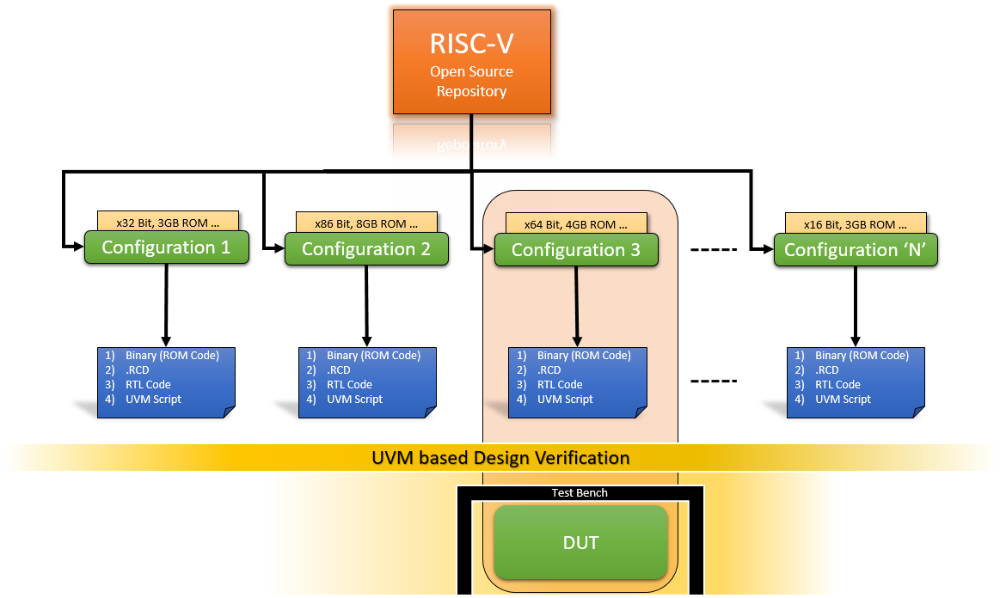 RISC-V
Open Source
Repository
Repository
x32 Bit, 3GB ROM ...
Configuration 1
x86 Bit, 8GB ROM ...
Configuration 2
x64 Bit, 4GB ROM ...
Configuration 3
x16 Bit, 3GB ROM ...
Configuration ‘N’
1) Binary (ROM Code)
2) .RCD
3) RTL Code
4) UVM Script
1) Binary (ROM Code)
2) .RCD
3) RTL Code
4) UVM Script
1) Binary (ROM Code)
2) .RCD
3) RTL Code
4) UVM Script
1) Binary (ROM Code)
2) .RCD
3) RTL Code
4) UVM Script
UVM based Design Verification
Test Bench
DUT